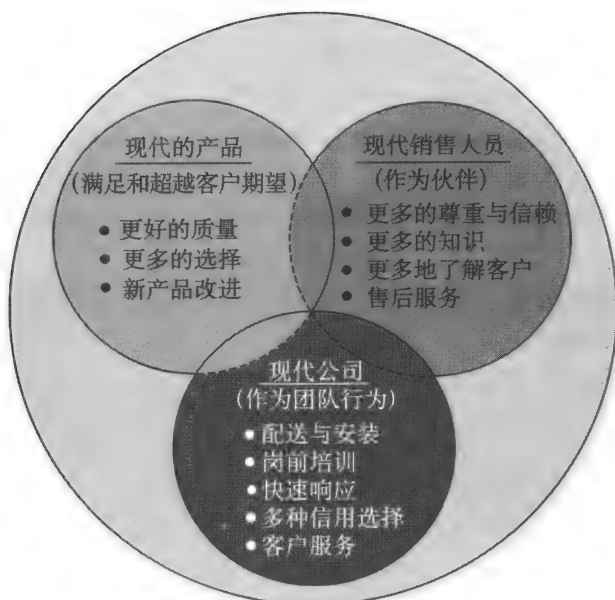 现代的产品
(满足和超越客户期望)
• 更好的质量
• 更多的选择
• 新产品改进
现代销售人员
(作为伙伴)
• 更多的尊重与信赖
• 更多的知识
• 更多地了解客户
• 售后服务
现代公司
(作为团队行为)
• 配送与安装
• 岗前培训
• 快速响应
• 多种信用选择
• 客户服务